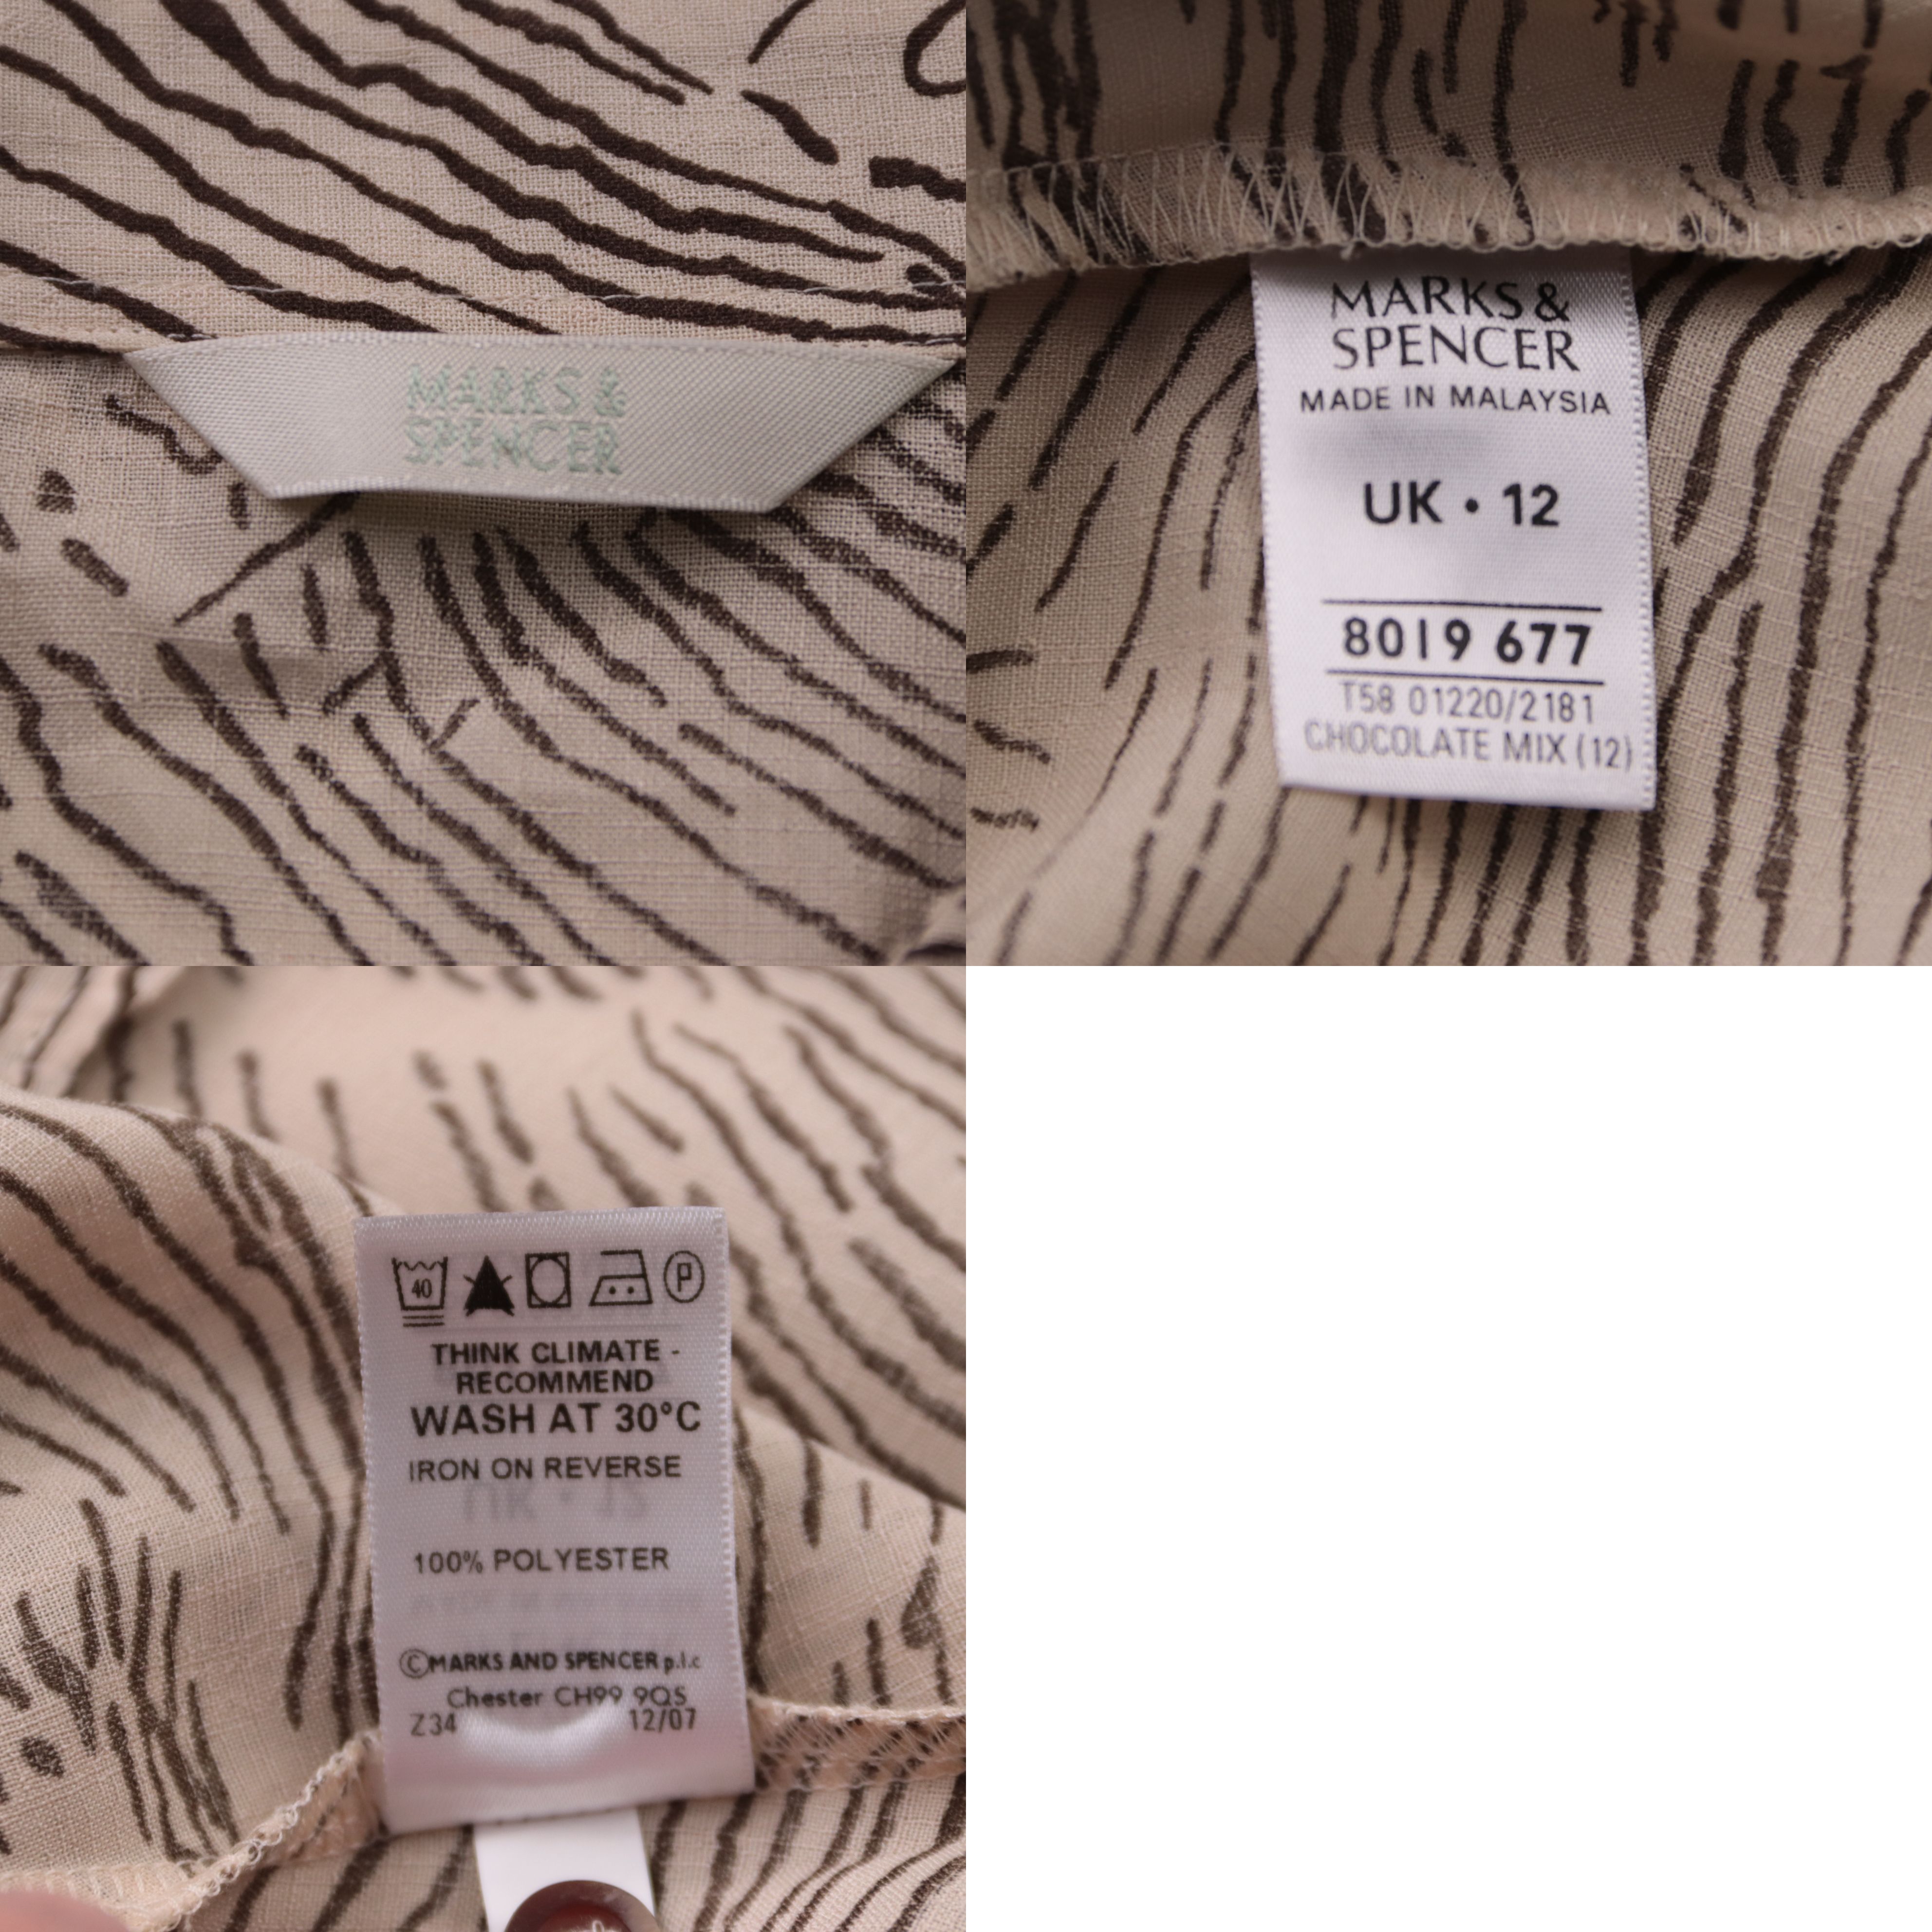 MARKS &
SPENCER
MARKS &
SPENCER
MADE IN MALAYSIA
UK • 12
8019 677
T58 01220/2181
CHOCOLATE MIX (12)
40
P
THINK CLIMATE -
RECOMMEND
WASH AT 30°C
IRON ON REVERSE
100% POLYESTER
©MARKS AND SPENCER p.l.c
Chester CH99 9QS
Z34 12/07